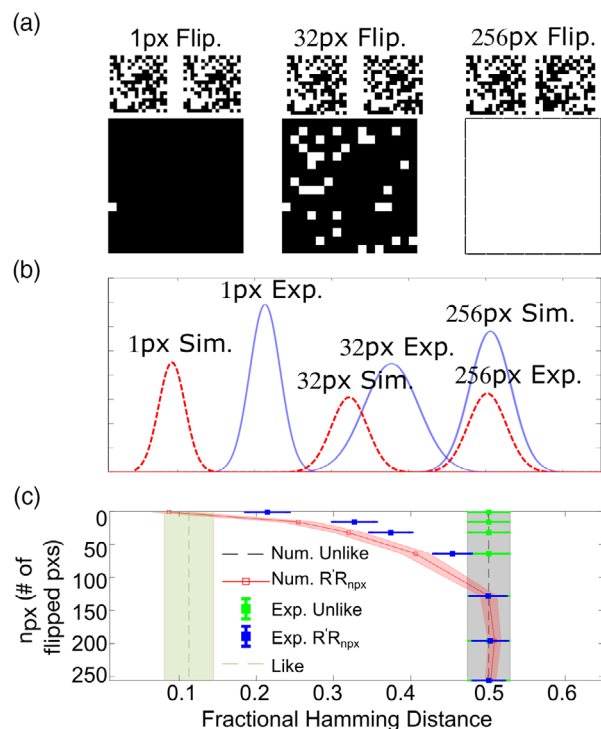 (a)
1px Flip. 32px Flip. 256px Flip.
(b)
1px Exp.
256px Sim.
1px Sim.
32px Exp.
32px Sim.
256px Exp.
(c)
0
50
100
150
200
250
npx (# of
flipped pxs)
Num. Unlike
Num. R'R_npx
Exp. Unlike
Exp. R'R_npx
Like
0.1 0.2 0.3 0.4 0.5 0.6
Fractional Hamming Distance